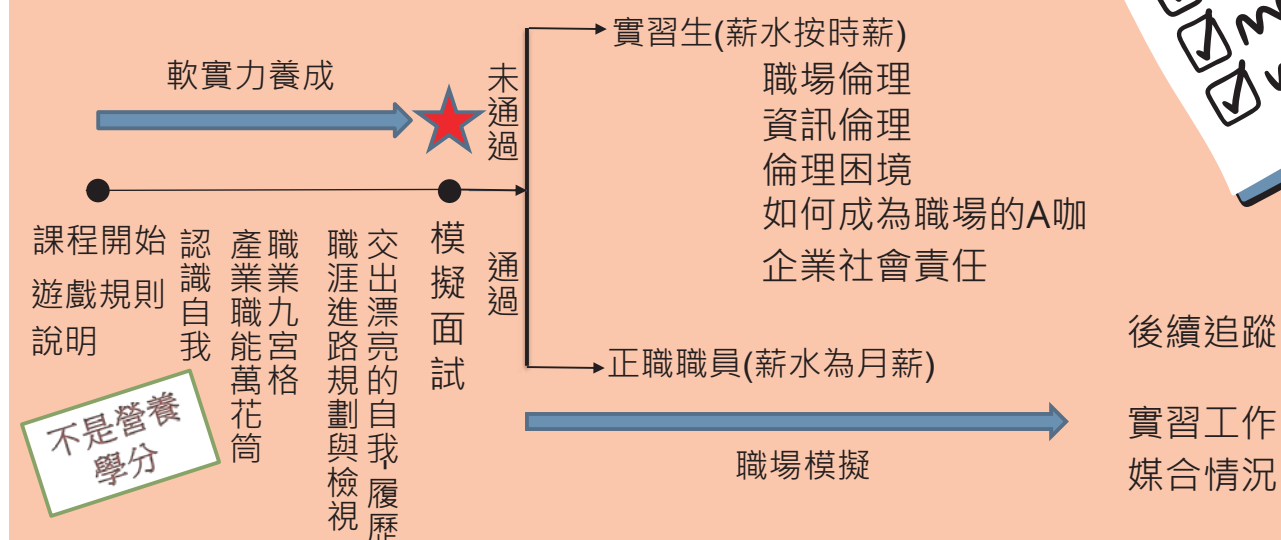 軟實力養成
課程開始
遊戲規則
說明
不是營養
學分
認識自我
產業職能萬花筒
職業九宮格
職涯進路規劃與檢視
交出漂亮的自我-履歷
模擬面試
未通過
通過
實習生(薪水按時薪)
職場倫理
資訊倫理
倫理困境
如何成為職場的A咖
企業社會責任
正職職員(薪水為月薪)
職場模擬
後續追蹤
實習工作
媒合情況